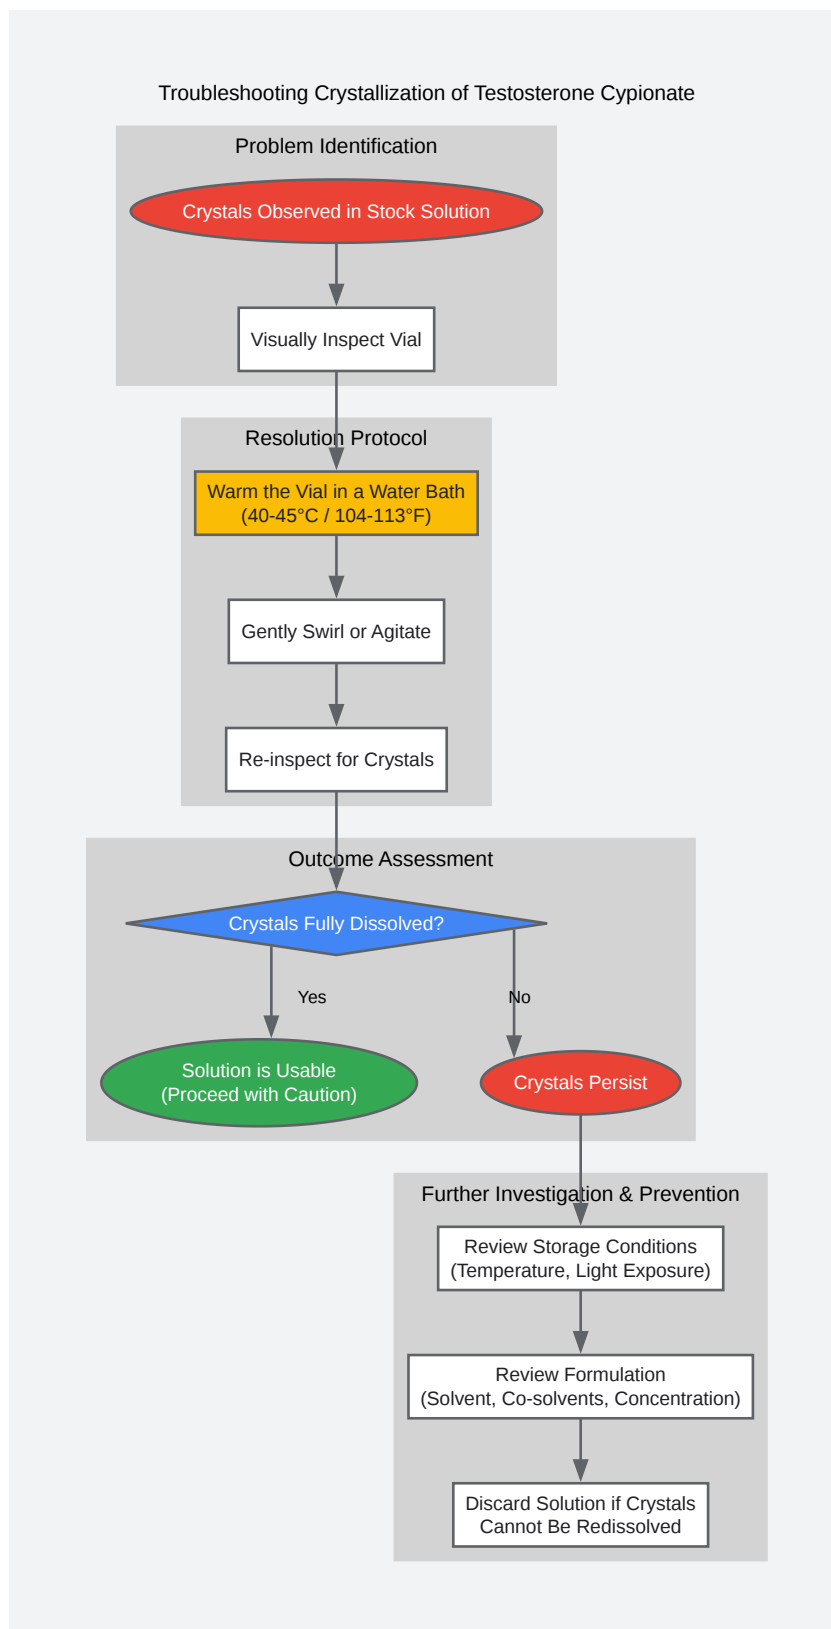 Troubleshooting Crystallization of Testosterone Cypionate
Problem Identification
Crystals Observed in Stock Solution
Visually Inspect Vial
Resolution Protocol
Warm the Vial in a Water Bath
(40-45°C / 104-113°F)
Gently Swirl or Agitate
Re-inspect for Crystals
Outcome Assessment
Crystals Fully Dissolved?
Yes
No
Solution is Usable
(Proceed with Caution)
Crystals Persist
Further Investigation & Prevention
Review Storage Conditions
(Temperature, Light Exposure)
Review Formulation
(Solvent, Co-solvents, Concentration)
Discard Solution if Crystals
Cannot Be Redissolved